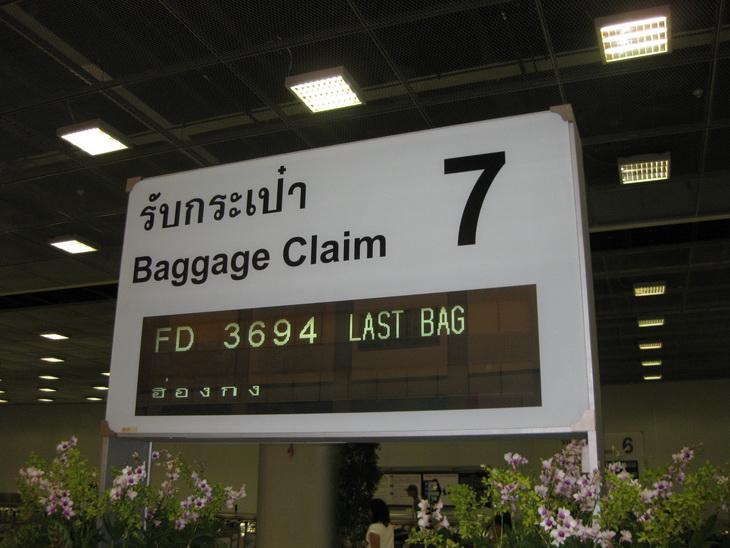 รับกระเป๋า
Baggage Claim
7
FD 3694 LAST BAG
ฮ่องกง
6